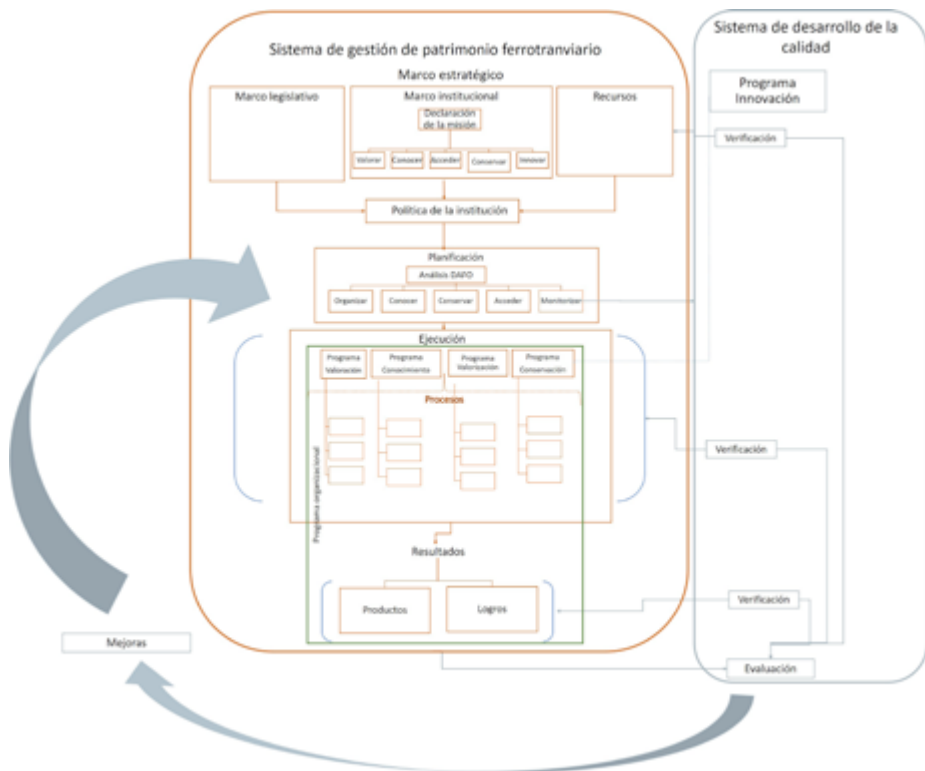 Sistema de gestión de patrimonio ferrotranviario
Marco estratégico
Marco legislativo
Marco institucional
Declaración
de la misión
Valorar
Conocer
Acceder
Conservar
Innovar
Recursos
Política de la institución
Planificación
Análisis DAFO
Organizar
Conocer
Conservar
Acceder
Monitorizar
Ejecución
Programa
Valoración
Programa
Conocimiento
Programa
Valorización
Programa
Conservación
Procesos
Programa organizacional
Resultados
Productos
Logros
Sistema de desarrollo de la
calidad
Programa
Innovación
Verificación
Verificación
Verificación
Evaluación
Mejoras